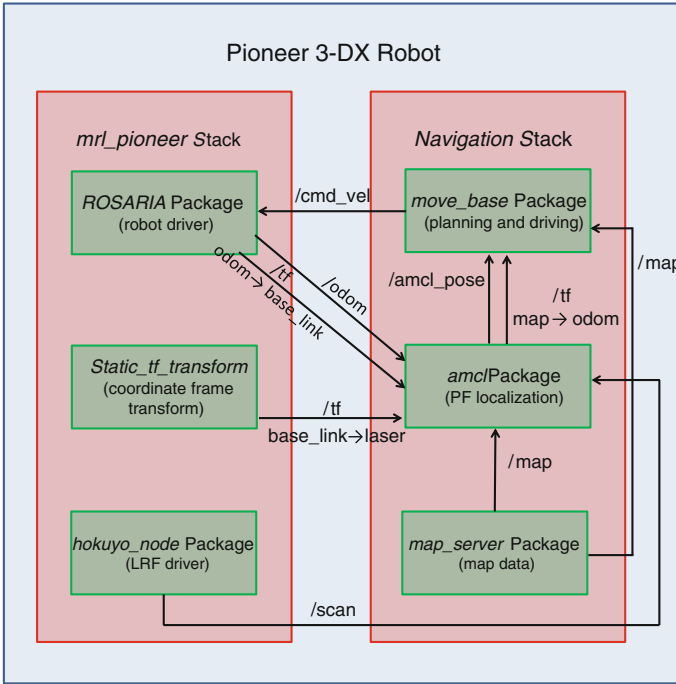 Pioneer 3-DX Robot
mrl_pioneer Stack
Navigation Stack
ROSARIA Package
(robot driver)
/cmd_vel
move_base Package
(planning and driving)
/tf
odom→ base_link
/odom
/amcl_pose
/tf
map→ odom
/map
Static_tf_transform
(coordinate frame
transform)
/tf
base_link→laser
amclPackage
(PF localization)
/map
hokuyo_node Package
(LRF driver)
map_server Package
(map data)
/scan